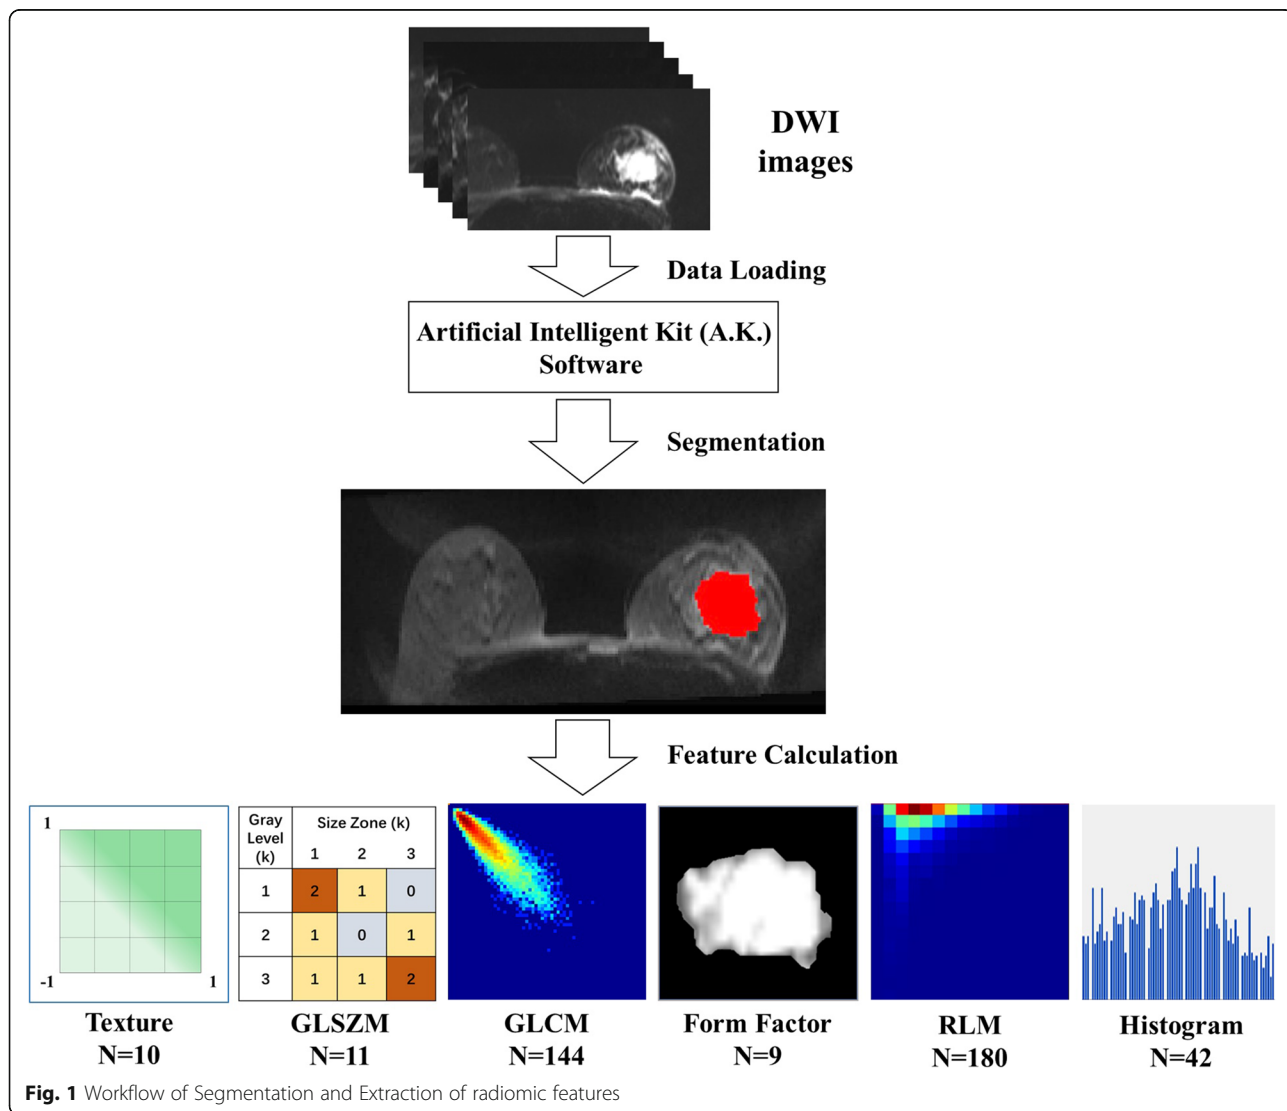 DWI
images
Data Loading
Artificial Intelligent Kit (A.K.)
Software
Segmentation
Feature Calculation
1
-1
1
Gray
Level
(k)
Size Zone (k)
1 2 3
1 2 1 0
2 1 0 1
3 1 1 2
Texture
N=10
GLSZM
N=11
GLCM
N=144
Form Factor
N=9
RLM
N=180
Histogram
N=42
Fig. 1 Workflow of Segmentation and Extraction of radiomic features